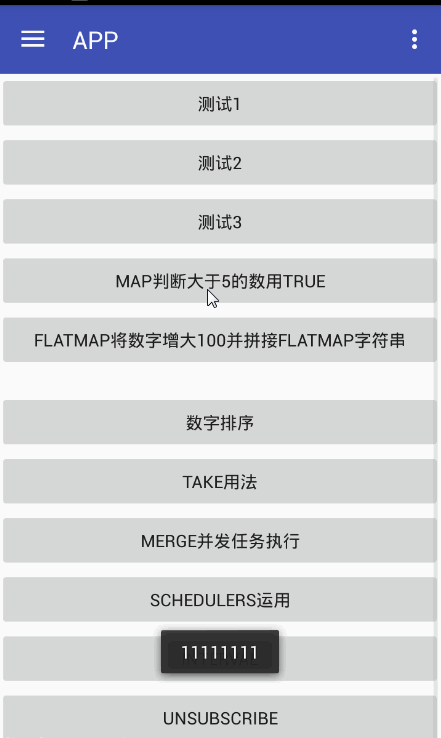 APP
测试1
测试2
测试3
MAP判断大于5的数用TRUE
FLATMAP将数字增大100并拼接FLATMAP字符串
数字排序
TAKE用法
MERGE并发任务执行
SCHEDULERS运用
11111111
UNSUBSCRIBE